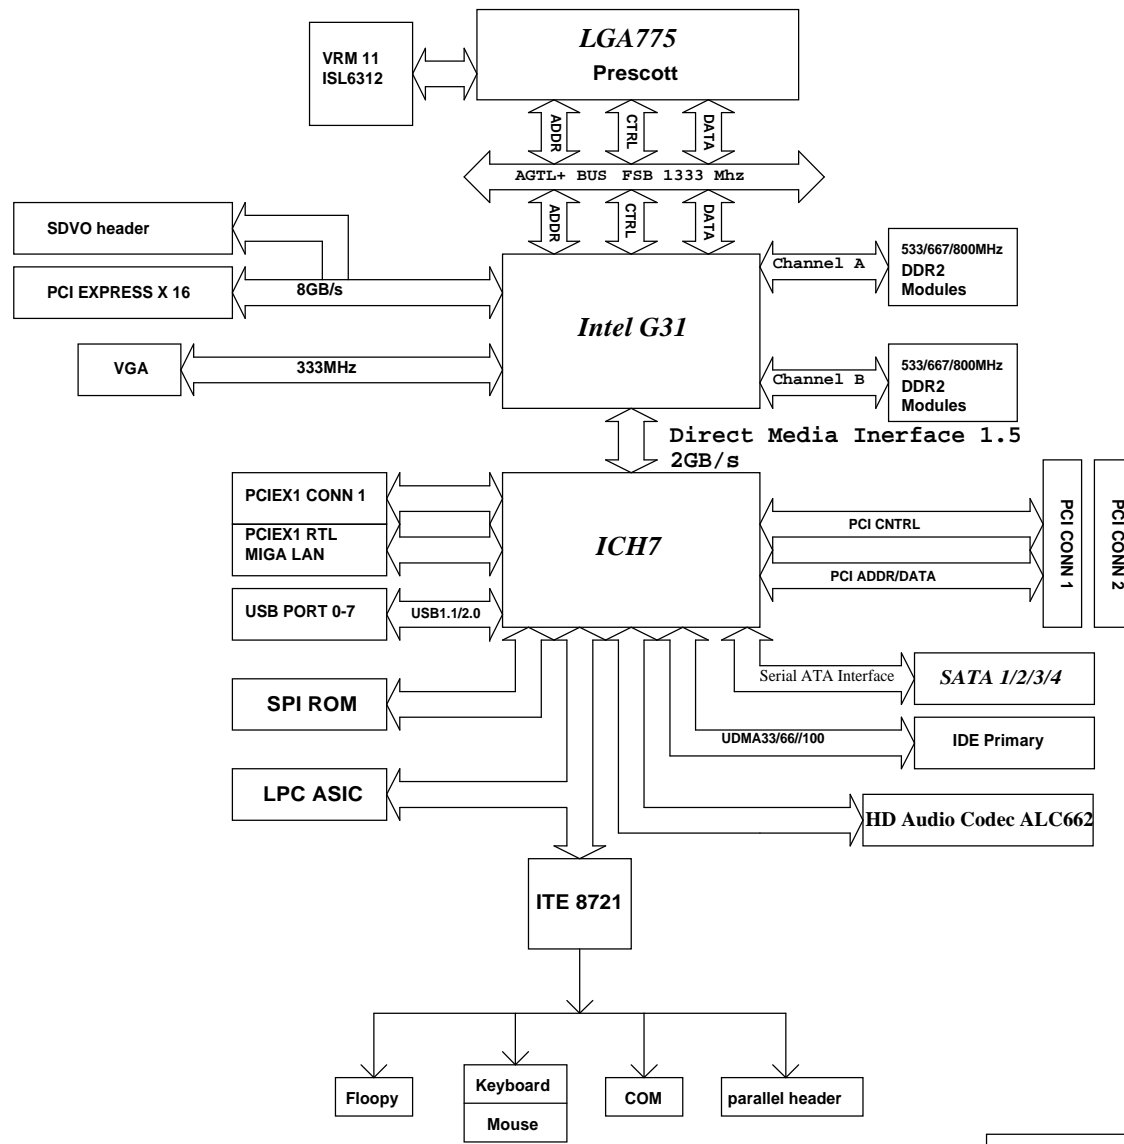 LGA775
Prescott
VRM 11
ISL6312
ADDR
CTRL
DATA
AGTL+ BUS FSB 1333 Mhz
ADDR
CTRL
DATA
SDVO header
PCI EXPRESS X 16
8GB/s
VGA
333MHz
Intel G31
Channel A
533/667/800MHz
DDR2
Modules
Channel B
533/667/800MHz
DDR2
Modules
Direct Media Inerface 1.5
2GB/s
PCIEX1 CONN 1
PCIEX1 RTL
MIGA LAN
USB PORT 0-7
USB1.1/2.0
ICH7
PCI CNTRL
PCI ADDR/DATA
PCI CONN 1
PCI CONN 2
SPI ROM
Serial ATA Interface
SATA 1/2/3/4
UDMA33/66//100
IDE Primary
LPC ASIC
HD Audio Codec ALC662
ITE 8721
Floopy
Keyboard
Mouse
COM
parallel header